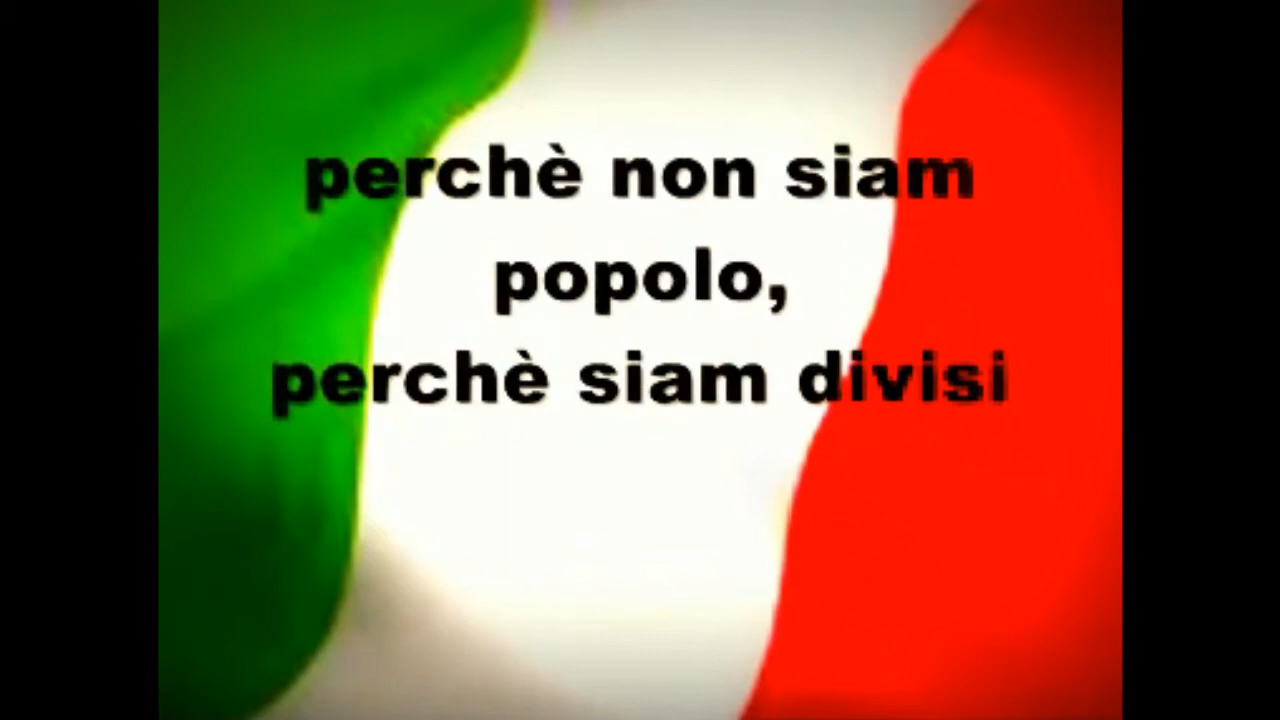 perchè non siam
popolo,
perchè siam divisi